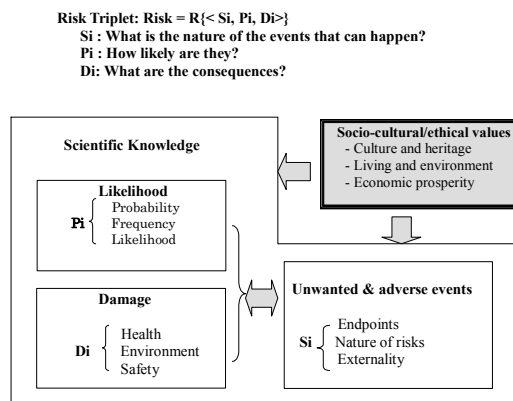 Risk Triplet: Risk = R{< Si, Pi, Di>}
Si : What is the nature of the events that can happen?
Pi : How likely are they?
Di: What are the consequences?
Socio-cultural/ethical values
- Culture and heritage
- Living and environment
- Economic prosperity
Scientific Knowledge
Likelihood
Pi
Probability
Frequency
Likelihood
Damage
Di
Health
Environment
Safety
Unwanted & adverse events
Si
Endpoints
Nature of risks
Externality